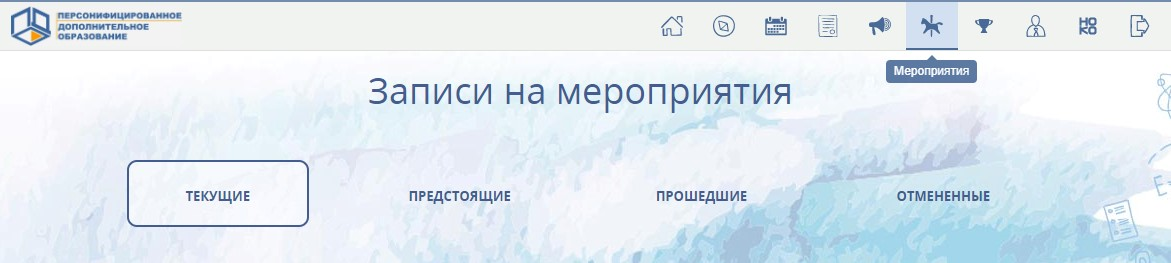 ПЕРСОНИФИЦИРОВАННОЕ
ДОПОЛНИТЕЛЬНОЕ
ОБРАЗОВАНИЕ
НО
КО
Мероприятия
Записи на мероприятия
ТЕКУЩИЕ ПРЕДСТОЯЩИЕ ПРОШЕДШИЕ ОТМЕНЕННЫЕ